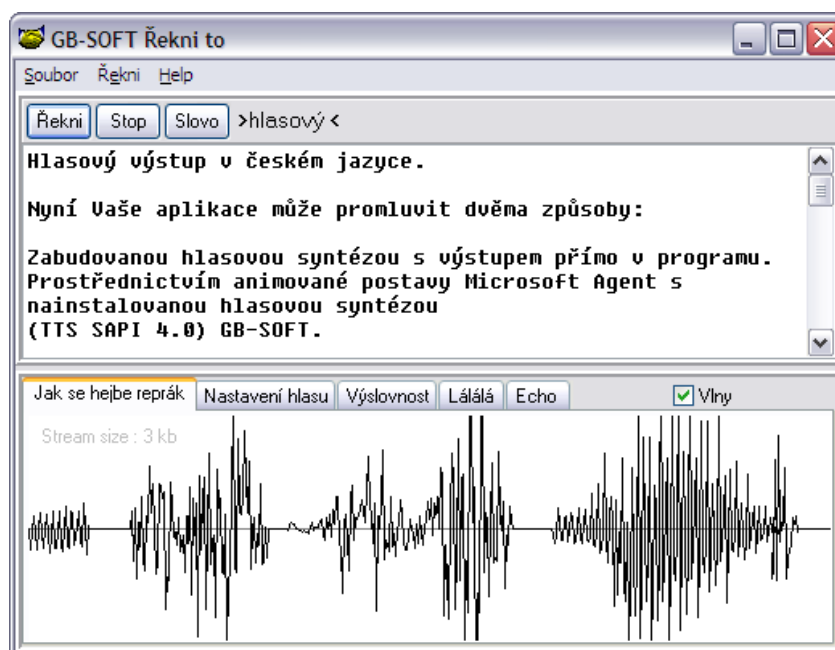 GB-SOFT Řekni to
Soubor Řekni Help
Řekni Stop Slovo >hlasový <
Hlasový výstup v českém jazyce.
Nyní Vaše aplikace může promluvit dvěma způsoby:
Zabudovanou hlasovou syntézou s výstupem přímo v programu.
Prostřednictvím animované postavy Microsoft Agent s
nainstalovanou hlasovou syntézou
(TTS SAPI 4.0) GB-SOFT.
Jak se hejbe reprák Nastavení hlasu Výslovnost Lálálá Echo Vlny
Stream size : 3 kb